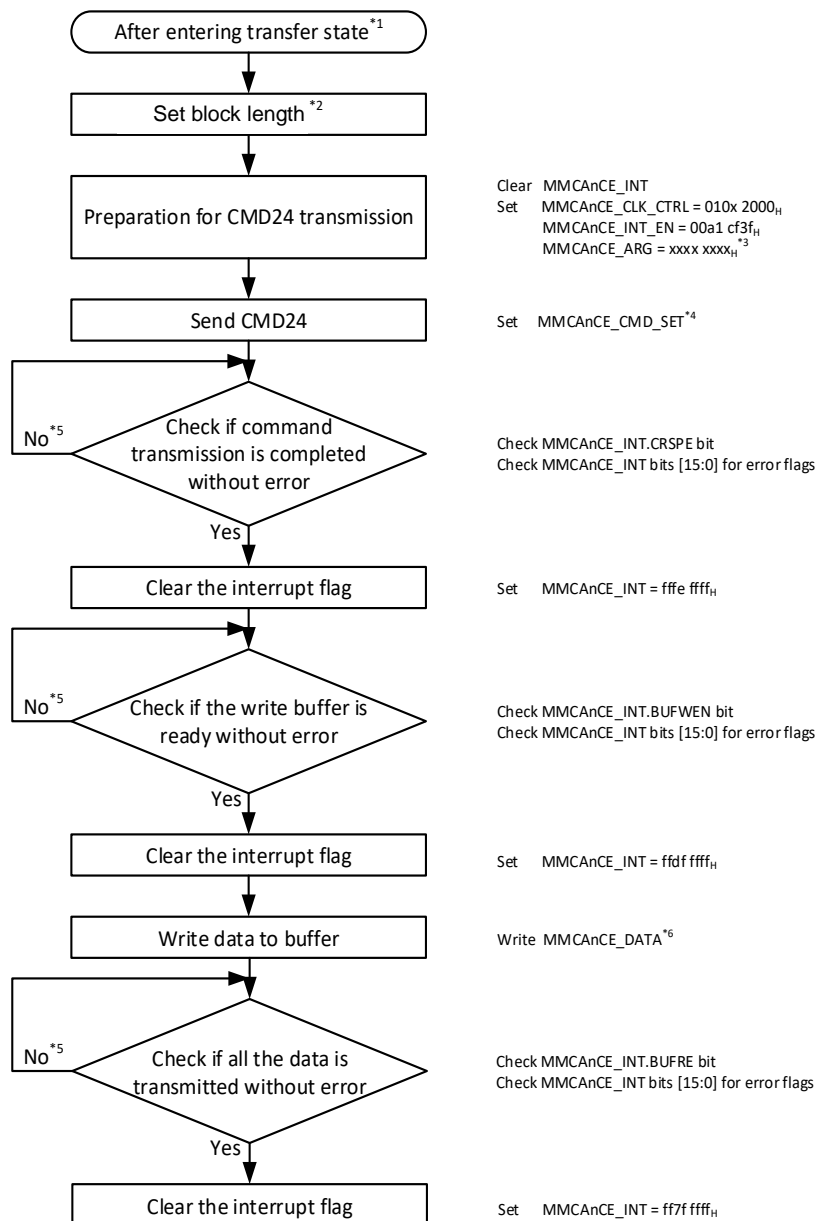 After entering transfer state*1
Set block length*2
Preparation for CMD24 transmission
Clear MMCAnCE_INT
Set MMCAnCE_CLK_CTRL = 010x 2000H
MMCAnCE_INT_EN = 00a1 cf3fH
MMCAnCE_ARG = xxxx xxxxH*3
Send CMD24
Set MMCAnCE_CMD_SET*4
No*5
Check if command
transmission is completed
without error
Check MMCAnCE_INT.CRSPE bit
Check MMCAnCE_INT bits [15:0] for error flags
Yes
Clear the interrupt flag
Set MMCAnCE_INT = fffe ffffH
No*5
Check if the write buffer is
ready without error
Check MMCAnCE_INT.BUFWEN bit
Check MMCAnCE_INT bits [15:0] for error flags
Yes
Clear the interrupt flag
Set MMCAnCE_INT = ffdf ffffH
Write data to buffer
Write MMCAnCE_DATA*6
No*5
Check if all the data is
transmitted without error
Check MMCAnCE_INT.BUFRE bit
Check MMCAnCE_INT bits [15:0] for error flags
Yes
Clear the interrupt flag
Set MMCAnCE_INT = ff7f ffffH